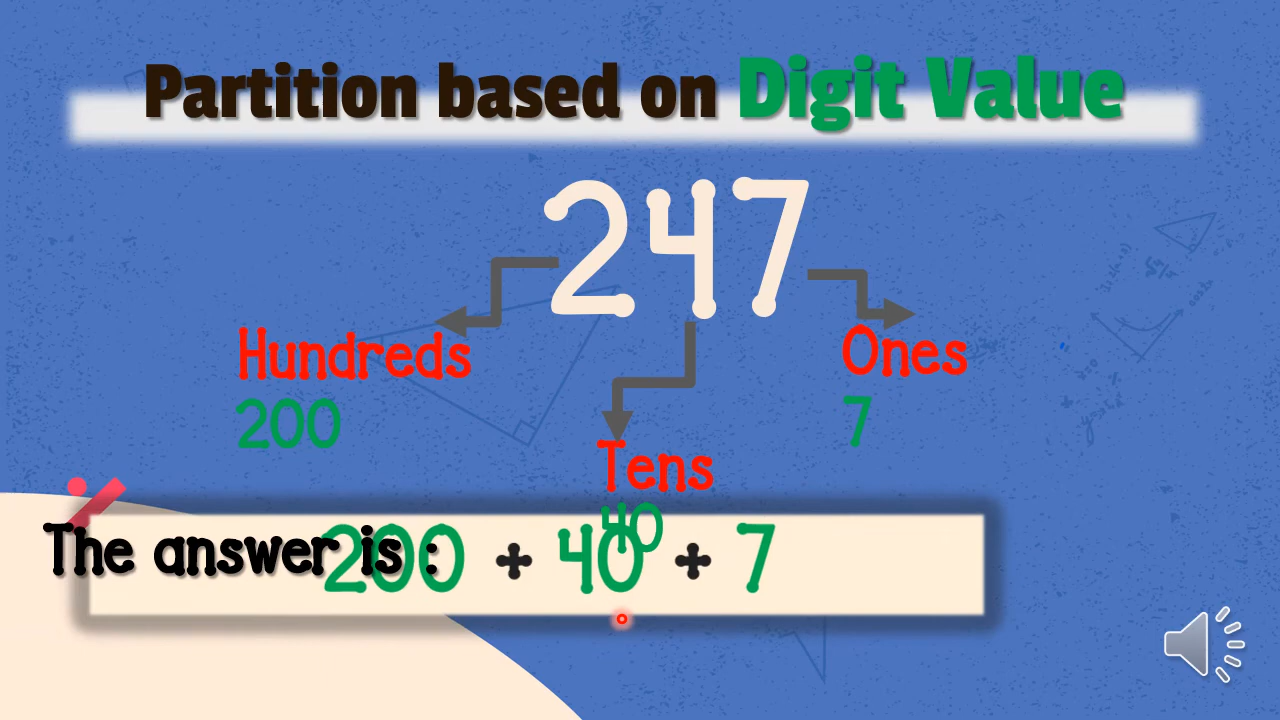 Partition based on Digit Value
247
Hundreds
200
Ones
7
Tens
40
The answer is :
200 + 40 + 7